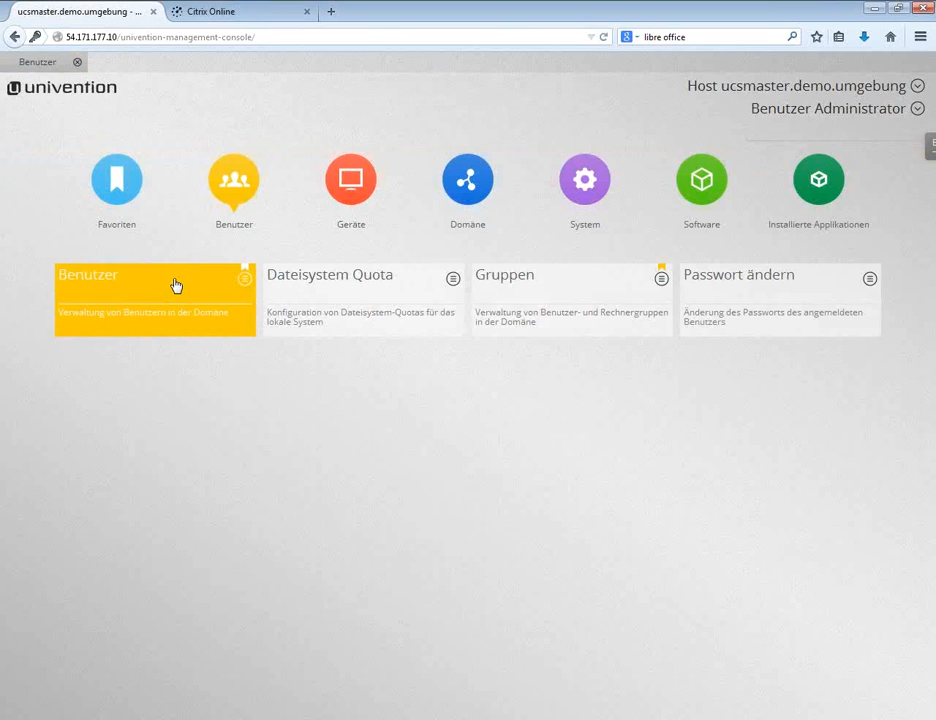 ucsmaster.demo.umgebung - ...
Citrix Online
54.171.177.10/univention-management-console/
libre office
Benutzer
univention
Host ucsmaster.demo.umgebung
Benutzer Administrator
Favoriten
Benutzer
Geräte
Domäne
System
Software
Installierte Applikationen
Benutzer
Verwaltung von Benutzern in der Domäne
Dateisystem Quota
Konfiguration von Dateisystem-Quotas für das
lokale System
Gruppen
Verwaltung von Benutzer- und Rechnergruppen
in der Domäne
Passwort ändern
Änderung des Passworts des angemeldeten
Benutzers